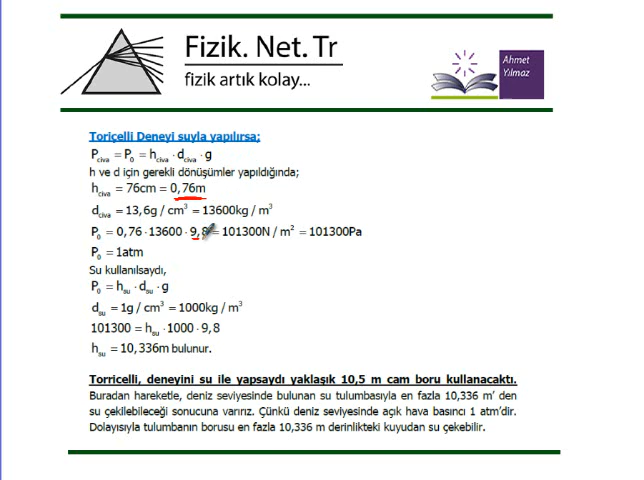 Fizik. Net. Tr
fizik artık kolay...
Ahmet
Yılmaz
Toriçelli Deneyi suyla yapılırsa;
P_civa = P_0 = h_civa · d_civa · g
h ve d için gerekli dönüşümler yapıldığında;
h_civa = 76cm = 0,76m
d_civa = 13,6g / cm³ = 13600kg / m³
P_0 = 0,76 · 13600 · 9,8 = 101300N / m² = 101300Pa
P_0 = 1atm
Su kullanılsaydı,
P_0 = h_su · d_su · g
d_su = 1g / cm³ = 1000kg / m³
101300 = h_su · 1000 · 9,8
h_su = 10,336m bulunur.
Torricelli, deneyini su ile yapsaydı yaklaşık 10,5 m cam boru kullanacaktı.
Buradan hareketle, deniz seviyesinde bulunan su tulumbasıyla en fazla 10,336 m' den
su çekilebileceği sonucuna varırız. Çünkü deniz seviyesinde açık hava basıncı 1 atm'dir.
Dolayısıyla tulumbanın borusu en fazla 10,336 m derinlikteki kuyudan su çekebilir.